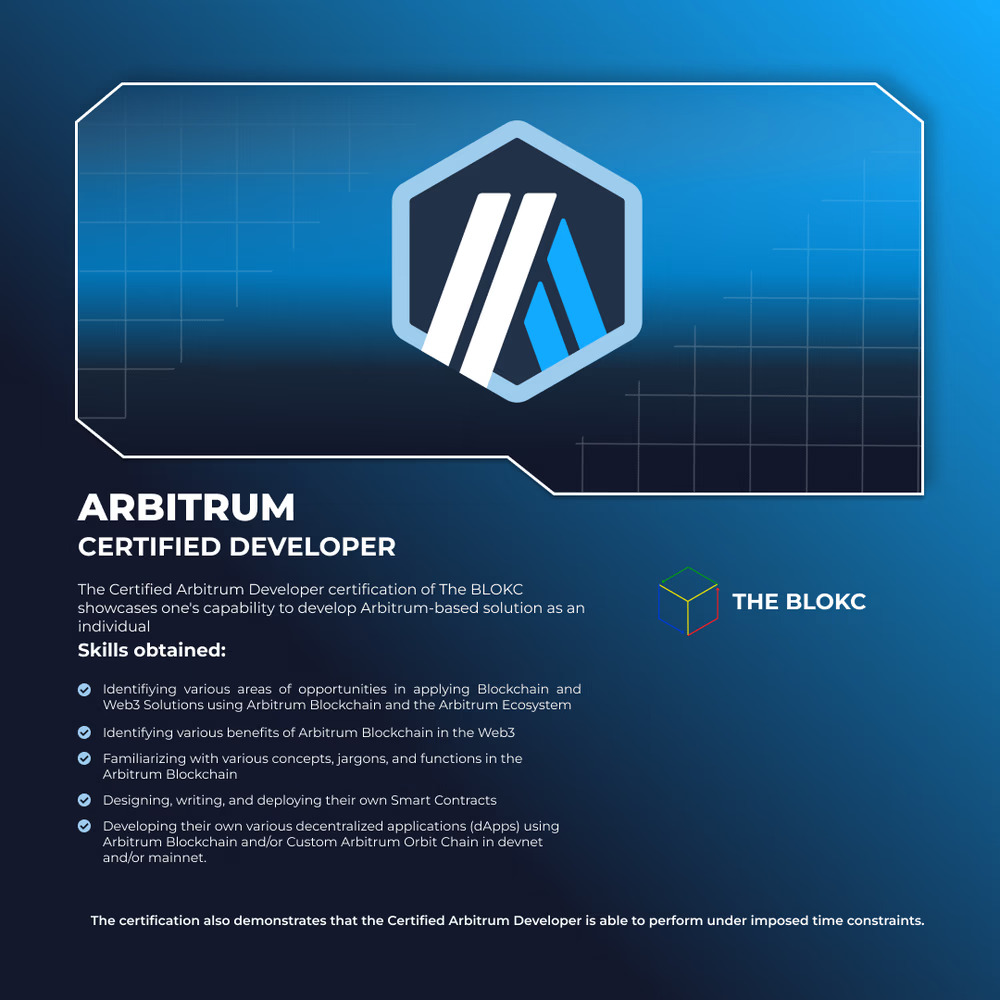 ARBITRUM
CERTIFIED DEVELOPER
The Certified Arbitrum Developer certification of The BLOKC
showcases one's capability to develop Arbitrum-based solution as an
individual
THE BLOKC
Skills obtained:
Identifiying various areas of opportunities in applying Blockchain and
Web3 Solutions using Arbitrum Blockchain and the Arbitrum Ecosystem
Identifying various benefits of Arbitrum Blockchain in the Web3
Familiarizing with various concepts, jargons, and functions in the
Arbitrum Blockchain
Designing, writing, and deploying their own Smart Contracts
Developing their own various decentralized applications (dApps) using
Arbitrum Blockchain and/or Custom Arbitrum Orbit Chain in devnet
and/or mainnet.
The certification also demonstrates that the Certified Arbitrum Developer is able to perform under imposed time constraints.